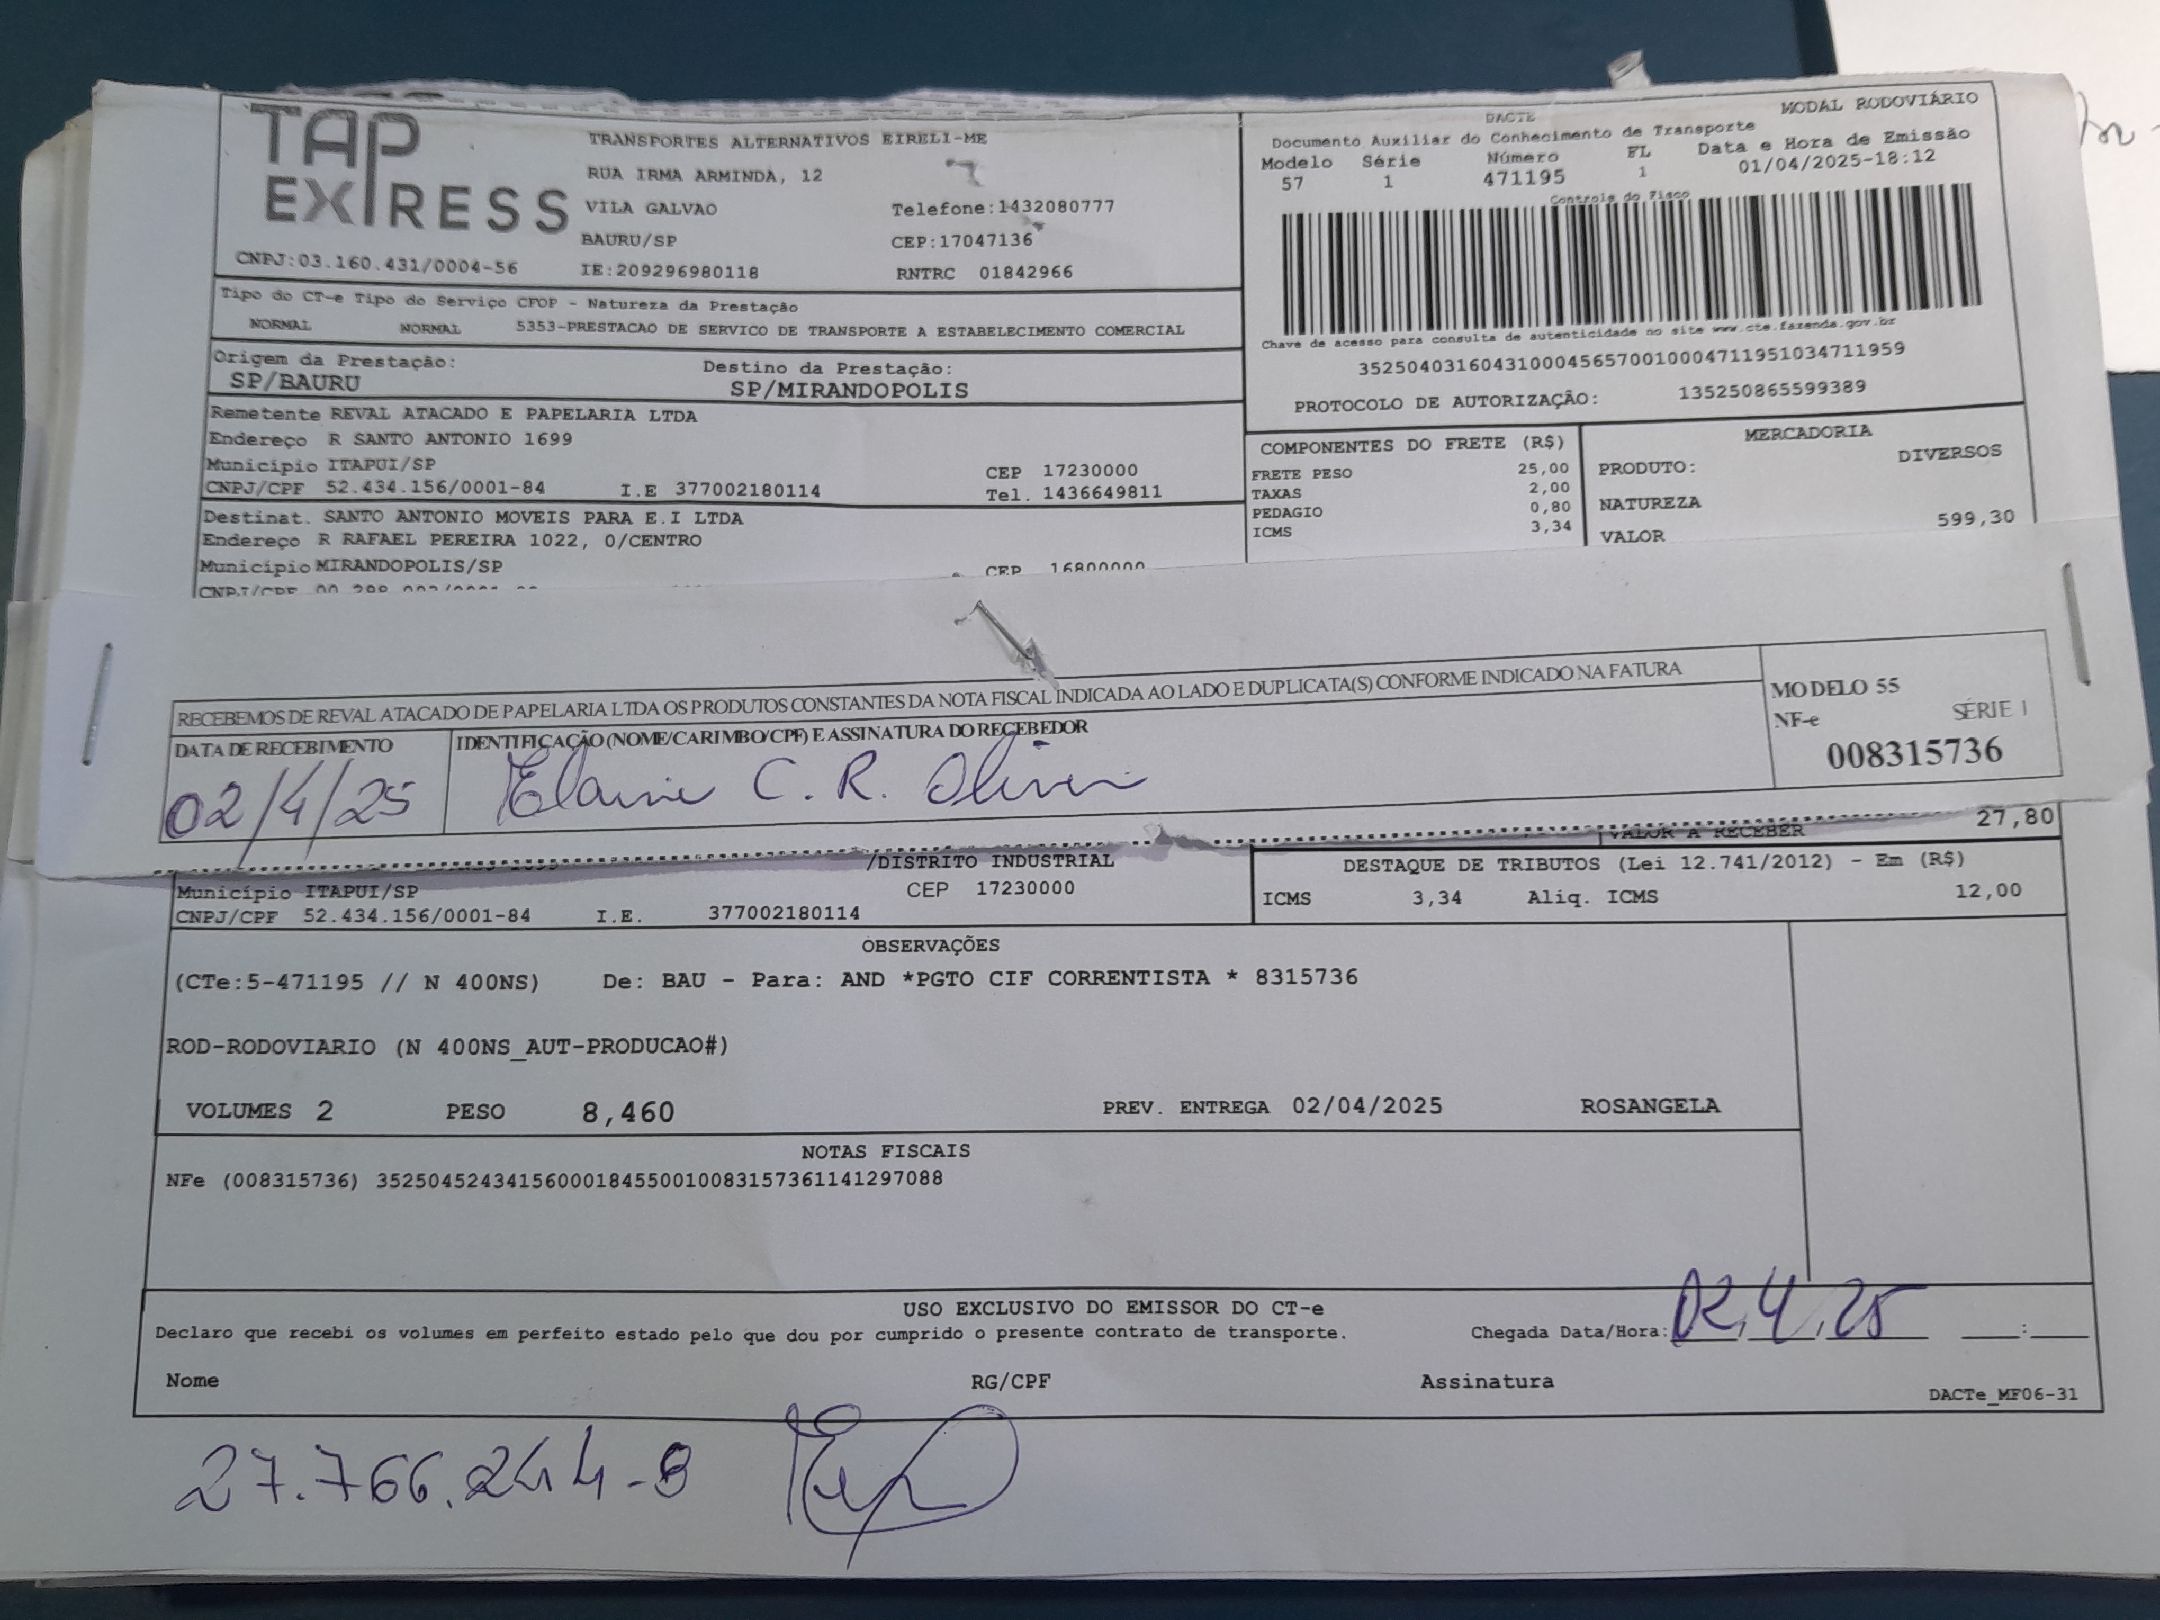 TAP
EXPRESS
TRANSPORTES ALTERNATIVOS EIRELI-ME
RUA IRMA ARMINDA, 12
VILA GALVAO Telefone:1432080777
BAURU/SP CEP:17047136
CNPJ:03.160.431/0004-56 IE:209296980118 RNTRC 01842966
DACTE MODAL RODOVIÁRIO
Documento Auxiliar do Conhecimento de Transporte
Modelo Série Número FL Data e Hora de Emissão
57 1 471195 1 01/04/2025-18:12
Controle do Fisco
Chave de acesso para consulta de autenticidade no site www.cte.fazenda.gov.br
35250403160431000456570010004711951034711959
PROTOCOLO DE AUTORIZAÇÃO: 135250865599389
Tipo do CT-e Tipo do Serviço CFOP - Natureza da Prestação
NORMAL NORMAL 5353-PRESTACAO DE SERVICO DE TRANSPORTE A ESTABELECIMENTO COMERCIAL
Origem da Prestação: Destino da Prestação:
SP/BAURU SP/MIRANDOPOLIS
Remetente REVAL ATACADO E PAPELARIA LTDA
Endereço R SANTO ANTONIO 1699
Município ITAPUI/SP CEP 17230000
CNPJ/CPF 52.434.156/0001-84 I.E 377002180114 Tel. 1436649811
Destinat. SANTO ANTONIO MOVEIS PARA E.I LTDA
Endereço R RAFAEL PEREIRA 1022, 0/CENTRO
Município MIRANDOPOLIS/SP CEP 16800000
CNPJ/CPF
COMPONENTES DO FRETE (R$)
FRETE PESO 25,00
TAXAS 2,00
PEDAGIO 0,80
ICMS 3,34
MERCADORIA
PRODUTO: DIVERSOS
NATUREZA
VALOR 599,30
RECEBEMOS DE REVAL ATACADO DE PAPELARIA LTDA OS PRODUTOS CONSTANTES DA NOTA FISCAL INDICADA AO LADO E DUPLICATA(S) CONFORME INDICADO NA FATURA
DATA DE RECEBIMENTO IDENTIFICAÇÃO (NOME/CARIMBO/CPF) E ASSINATURA DO RECEBEDOR
02/4/25 Elaine C. R. Oliveira
MODELO 55
NF-e SÉRIE 1
008315736
VALOR A RECEBER 27,80
/DISTRITO INDUSTRIAL
Município ITAPUI/SP CEP 17230000
CNPJ/CPF 52.434.156/0001-84 I.E. 377002180114
DESTAQUE DE TRIBUTOS (Lei 12.741/2012) - Em (R$)
ICMS 3,34 Aliq. ICMS 12,00
OBSERVAÇÕES
(CTe:5-471195 // N 400NS) De: BAU - Para: AND *PGTO CIF CORRENTISTA * 8315736
ROD-RODOVIARIO (N 400NS_AUT-PRODUCAO#)
VOLUMES 2 PESO 8,460 PREV. ENTREGA 02/04/2025 ROSANGELA
NOTAS FISCAIS
NFe (008315736) 35250452434156000184550010083157361141297088
USO EXCLUSIVO DO EMISSOR DO CT-e
Declaro que recebi os volumes em perfeito estado pelo que dou por cumprido o presente contrato de transporte. Chegada Data/Hora: 02,4,25 :
Nome RG/CPF Assinatura
DACTe_MF06-31
27.766.244-8